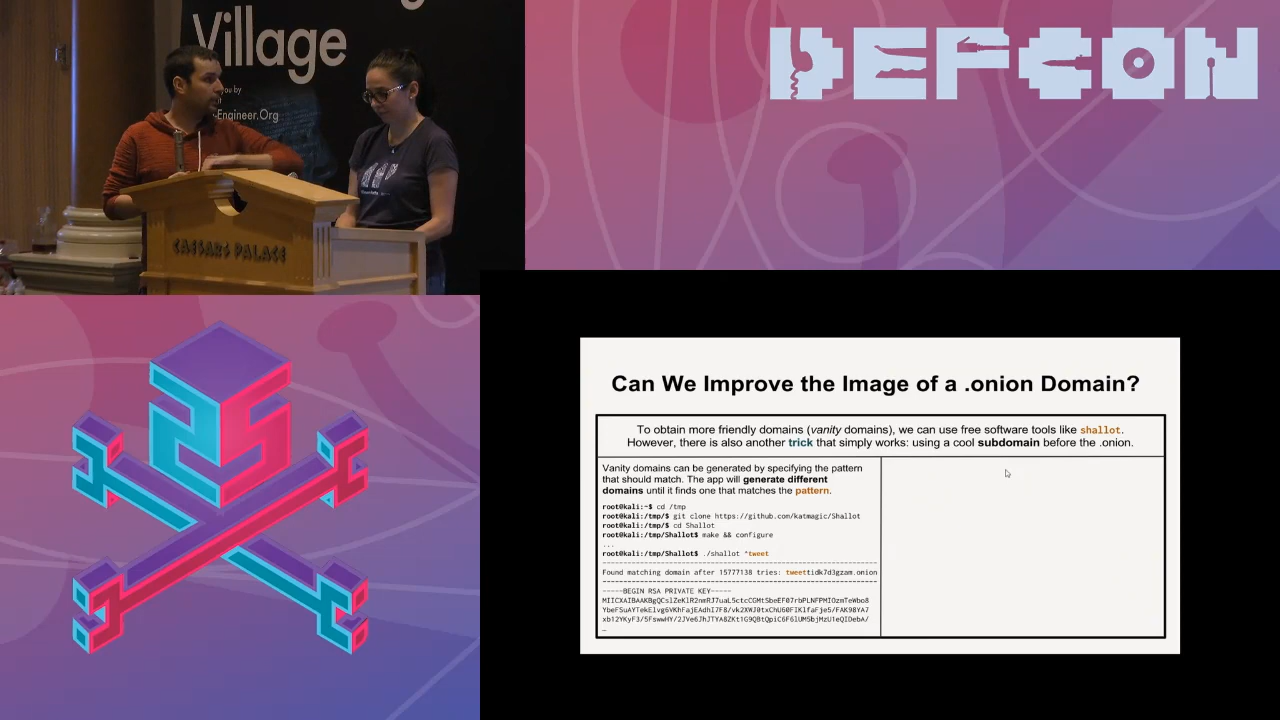 Village
ou by
-Engineer.Org
CAESARS PALACE
DEFCON
Can We Improve the Image of a .onion Domain?
To obtain more friendly domains (vanity domains), we can use free software tools like shallot.
However, there is also another trick that simply works: using a cool subdomain before the .onion.
Vanity domains can be generated by specifying the pattern
that should match. The app will generate different
domains until it finds one that matches the pattern.
root@kali:~$ cd /tmp
root@kali:/tmp/$ git clone https://github.com/katmagic/Shallot
root@kali:/tmp/$ cd Shallot
root@kali:/tmp/Shallot$ make && configure
...
root@kali:/tmp/Shallot$ ./shallot ^tweet
Found matching domain after 15777138 tries: tweettidk7d3gzam.onion
-----BEGIN RSA PRIVATE KEY-----